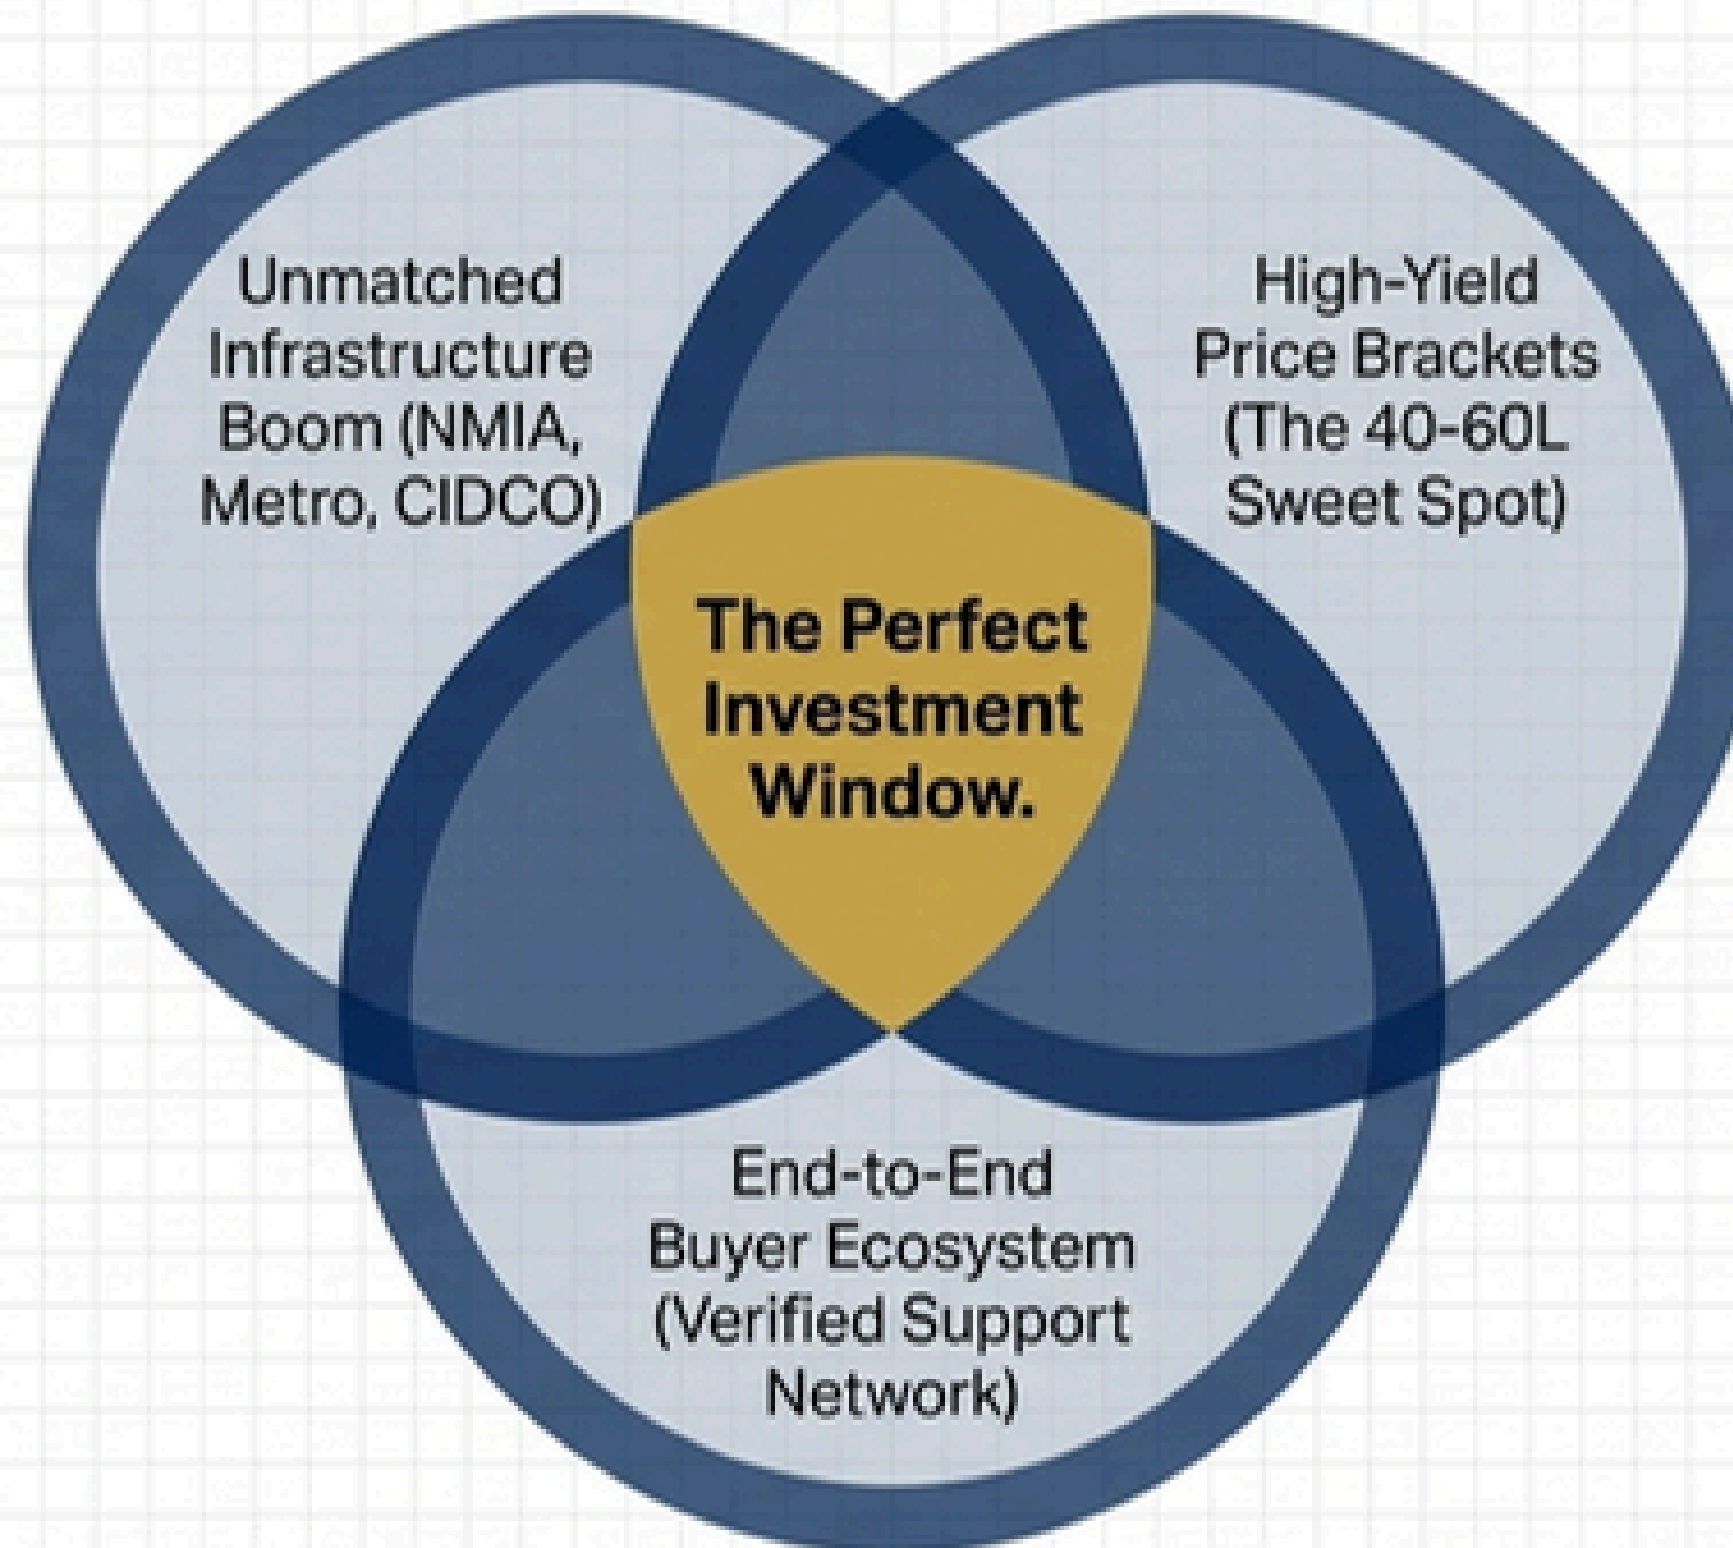 Unmatched
Infrastructure
Boom (NMIA,
Metro, CIDCO)
High-Yield
Price Brackets
(The 40-60L
Sweet Spot)
The Perfect
Investment
Window.
End-to-End
Buyer Ecosystem
(Verified Support
Network)